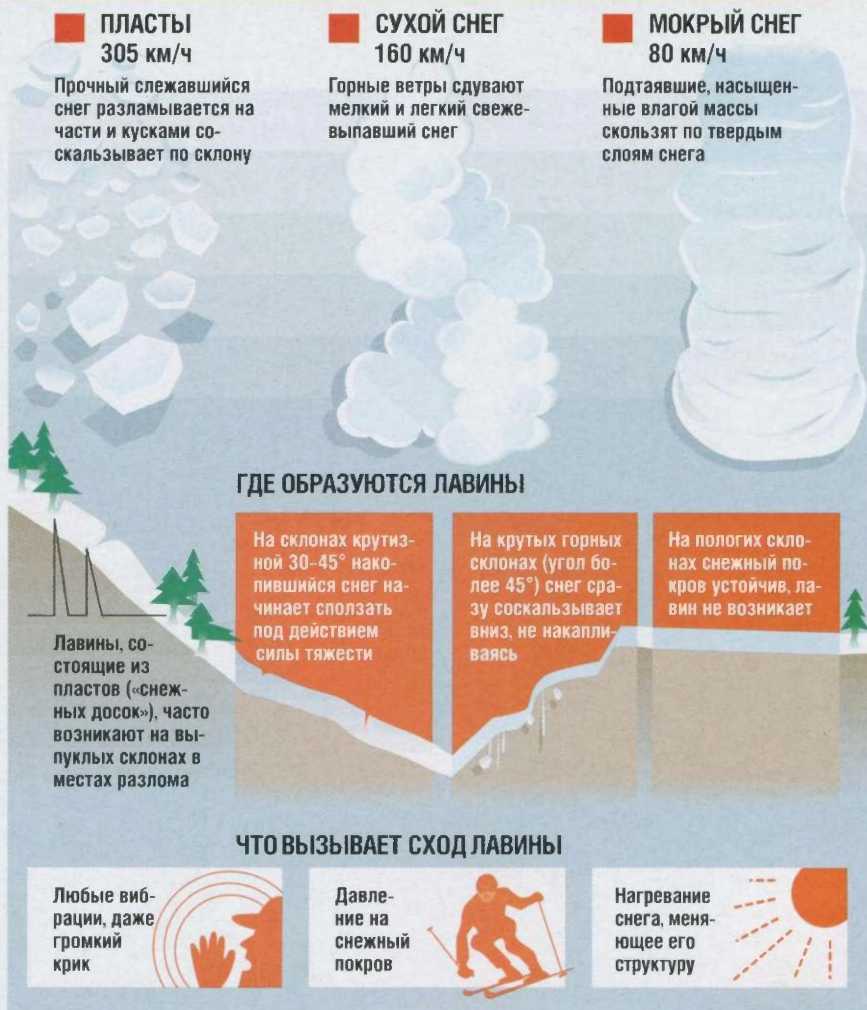 ПЛАСТЫ
305 км/ч
Прочный слежавшийся
снег разламывается на
части и кусками со-
скальзывает по склону
СУХОЙ СНЕГ
160 км/ч
Горные ветры сдувают
мелкий и легкий свеже-
выпавший снег
МОКРЫЙ СНЕГ
80 км/ч
Подтаявшие, насыщен-
ные влагой массы
скользят по твердым
слоям снега
ГДЕ ОБРАЗУЮТСЯ ЛАВИНЫ
Лавины, со-
стоящие из
пластов («снеж-
ных досок»), часто
возникают на вы-
пуклых склонах в
местах разлома
На склонах крутиз-
ной 30-45° нако-
пившийся снег на-
чинает сползать
под действием
силы тяжести
На крутых горных
склонах (угол бо-
лее 45°) снег сра-
зу соскальзывает
вниз, не накапли-
ваясь
На пологих скло-
нах снежный по-
кров устойчив, ла-
вин не возникает
ЧТО ВЫЗЫВАЕТ СХОД ЛАВИНЫ
Любые виб-
рации, даже
громкий
крик
Давле-
ние на
снежный
покров
Нагревание
снега, меня-
ющее его
структуру